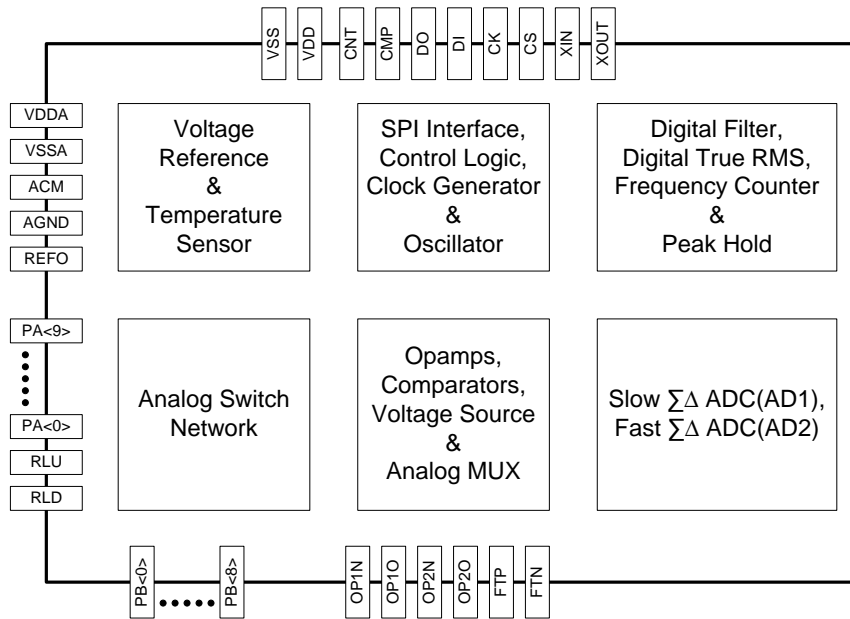 VSS
VDD
CNT
CMP
DO
DI
CK
CS
XIN
XOUT
VDDA
VSSA
ACM
AGND
REFO
PA<9>
PA<0>
RLU
RLD
Voltage
Reference
&
Temperature
Sensor
SPI Interface,
Control Logic,
Clock Generator
&
Oscillator
Digital Filter,
Digital True RMS,
Frequency Counter
&
Peak Hold
Analog Switch
Network
Opamps,
Comparators,
Voltage Source
&
Analog MUX
Slow ∑∆ ADC(AD1),
Fast ∑∆ ADC(AD2)
PB<0>
PB<8>
OP1N
OP1O
OP2N
OP2O
FTP
FTN